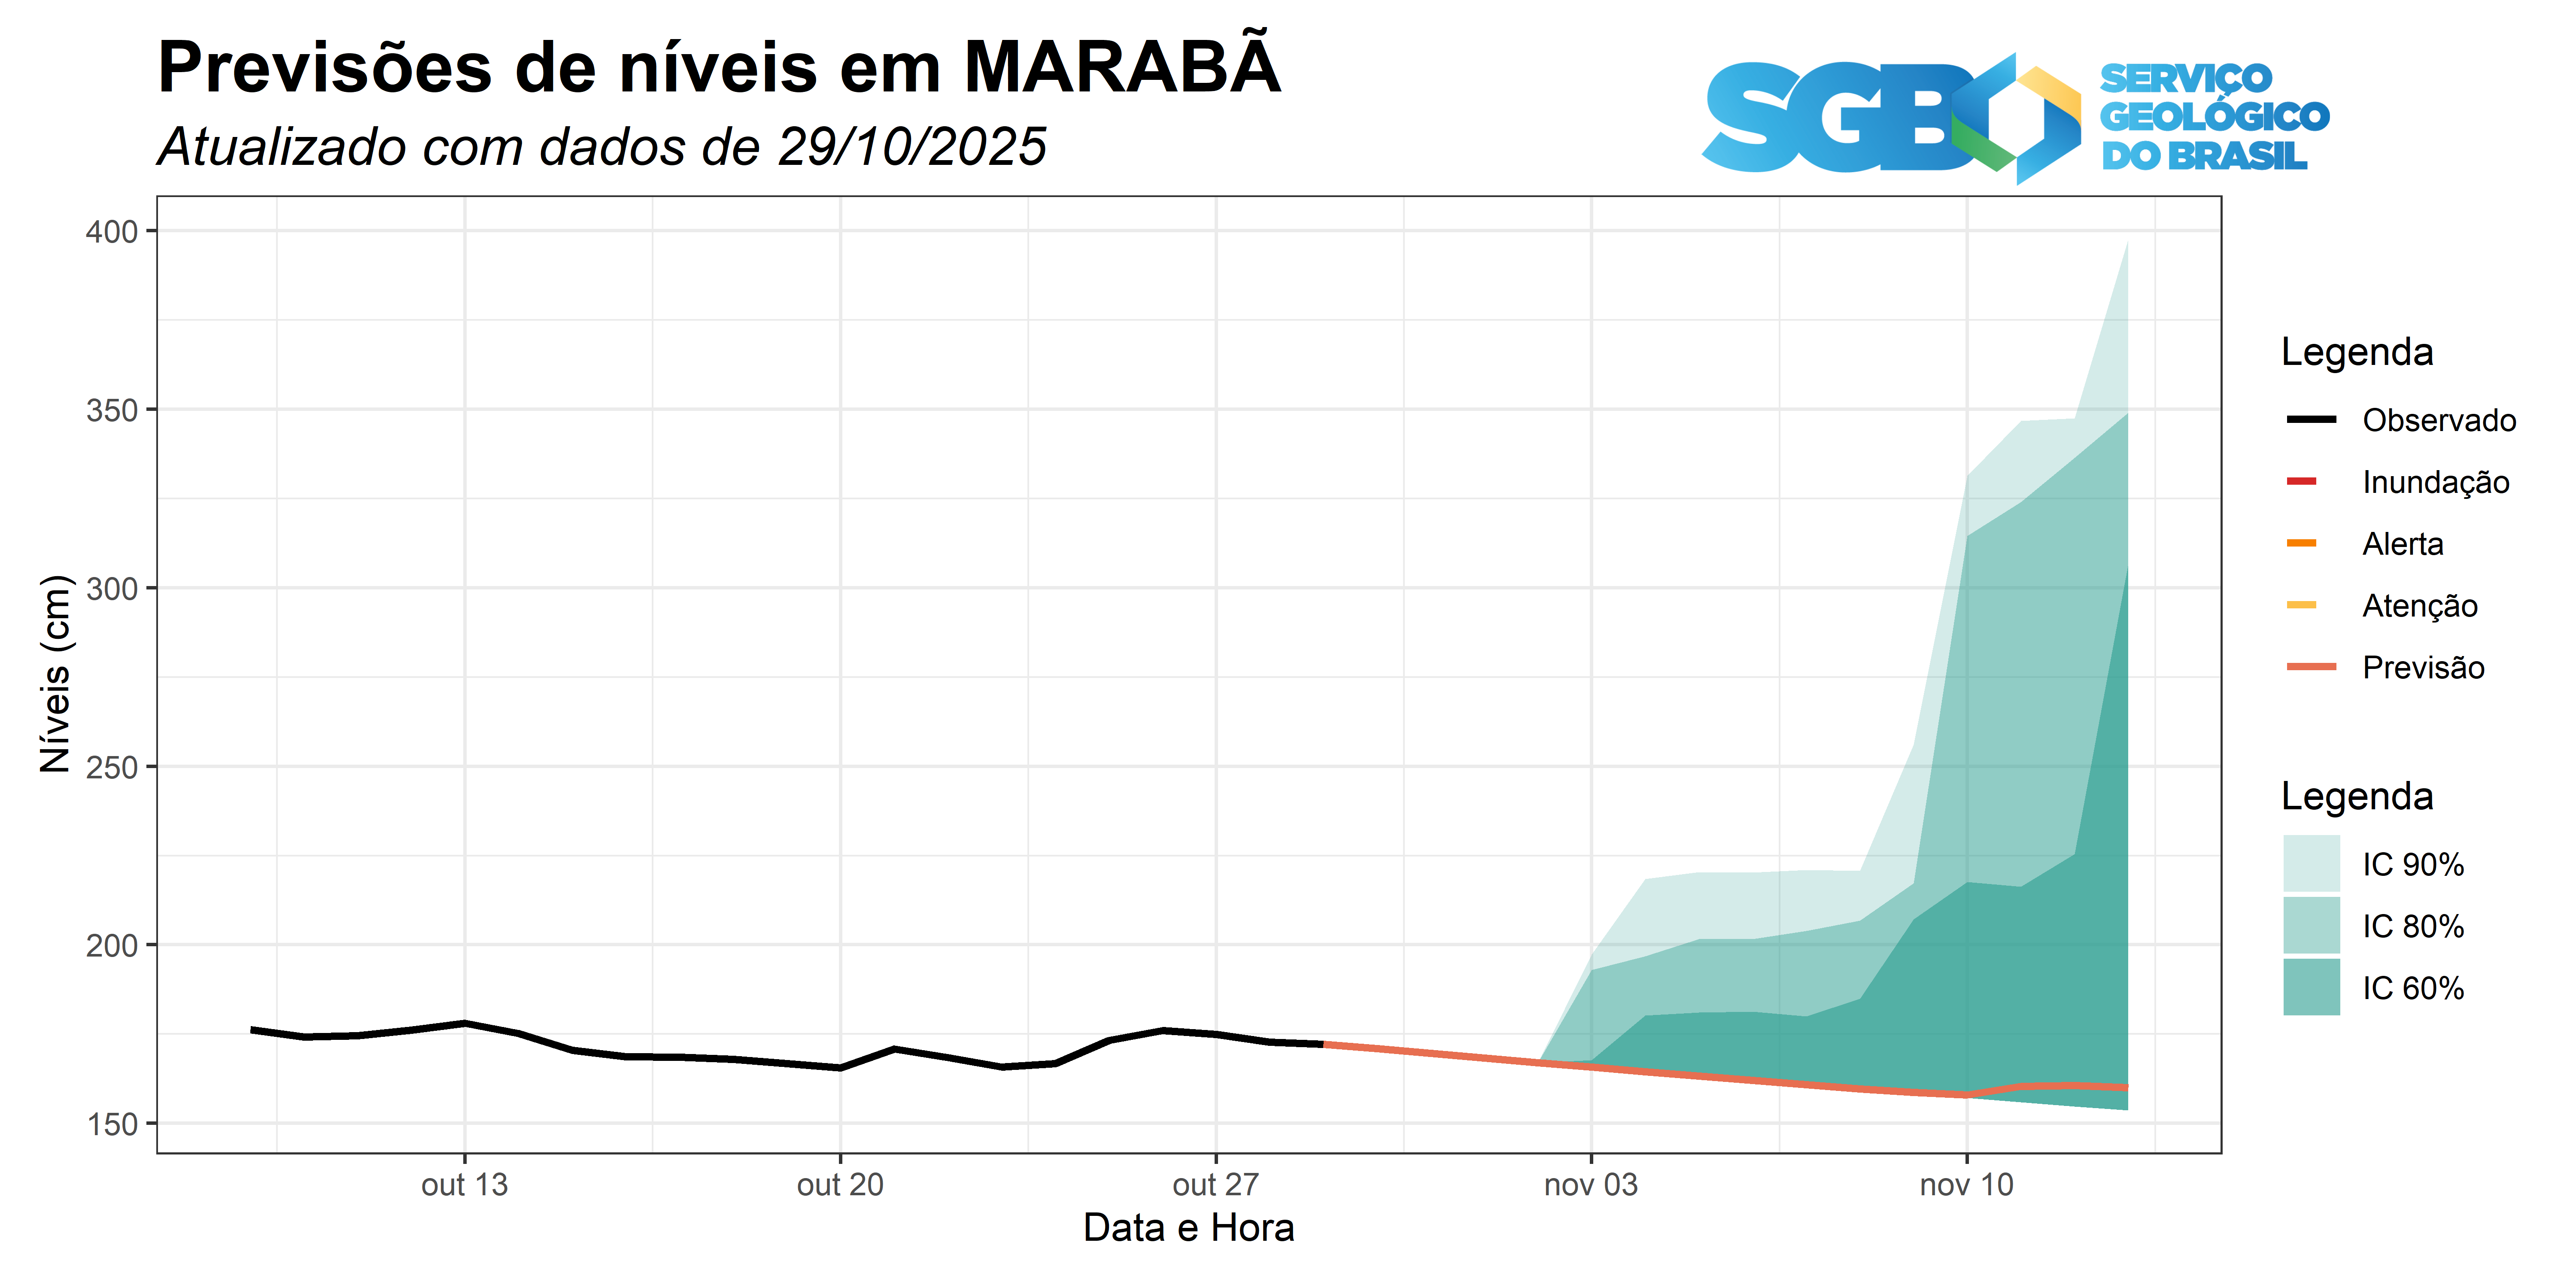 Previsões de níveis em MARABÃ
Atualizado com dados de 29/10/2025
SGB
SERVIÇO
GEOLÓGICO
DO BRASIL
400
350
300
250
200
150
Níveis (cm)
out 13
out 20
out 27
nov 03
nov 10
Data e Hora
Legenda
Observado
Inundação
Alerta
Atenção
Previsão
Legenda
IC 90%
IC 80%
IC 60%